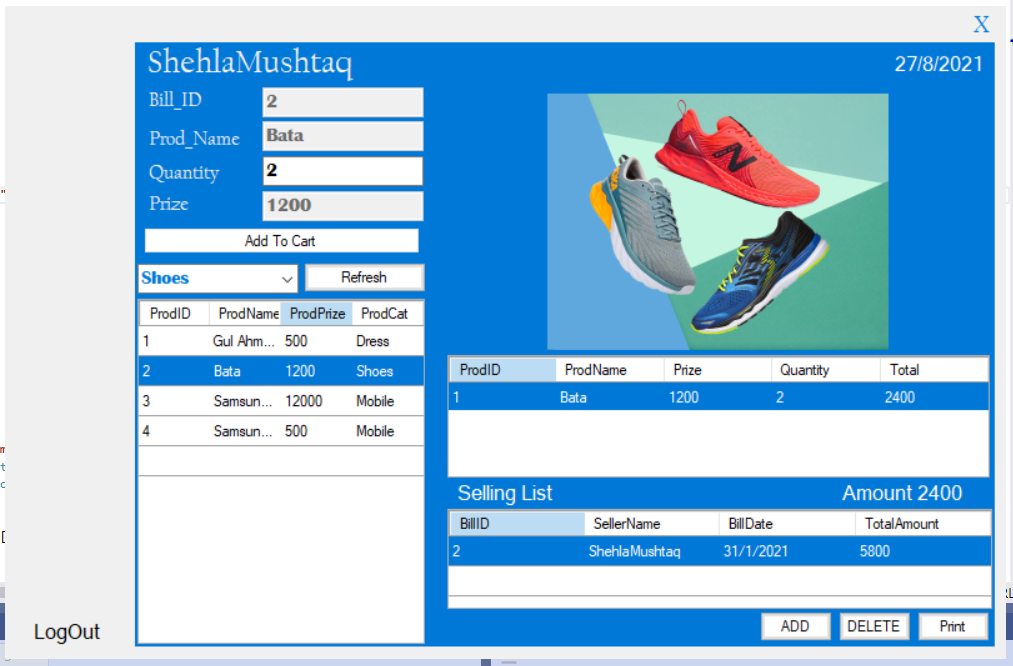 X
ShehlaMushtaq
27/8/2021
Bill_ID 2
Prod_Name Bata
Quantity 2
Prize 1200
Add To Cart
Shoes Refresh
ProdID ProdName ProdPrize ProdCat
1 Gul Ahm... 500 Dress
2 Bata 1200 Shoes
3 Samsun... 12000 Mobile
4 Samsun... 500 Mobile
ProdID ProdName Prize Quantity Total
1 Bata 1200 2 2400
Selling List Amount 2400
BillID SellerName BillDate TotalAmount
2 ShehlaMushtaq 31/1/2021 5800
ADD DELETE Print
LogOut